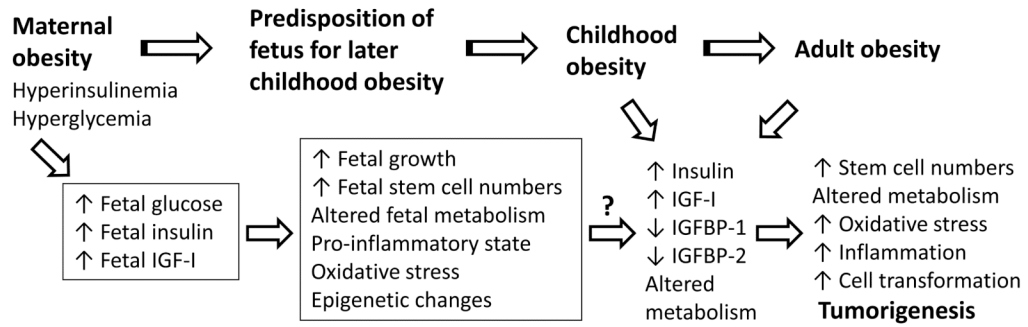 Maternal
obesity
Hyperinsulinemia
Hyperglycemia
Predisposition of
fetus for later
childhood obesity
Childhood
obesity
Adult obesity
↑ Fetal glucose
↑ Fetal insulin
↑ Fetal IGF-I
↑ Fetal growth
↑ Fetal stem cell numbers
Altered fetal metabolism
Pro-inflammatory state
Oxidative stress
Epigenetic changes
?
↑ Insulin
↑ IGF-I
↓ IGFBP-1
↓ IGFBP-2
Altered
metabolism
↑ Stem cell numbers
Altered metabolism
↑ Oxidative stress
↑ Inflammation
↑ Cell transformation
Tumorigenesis